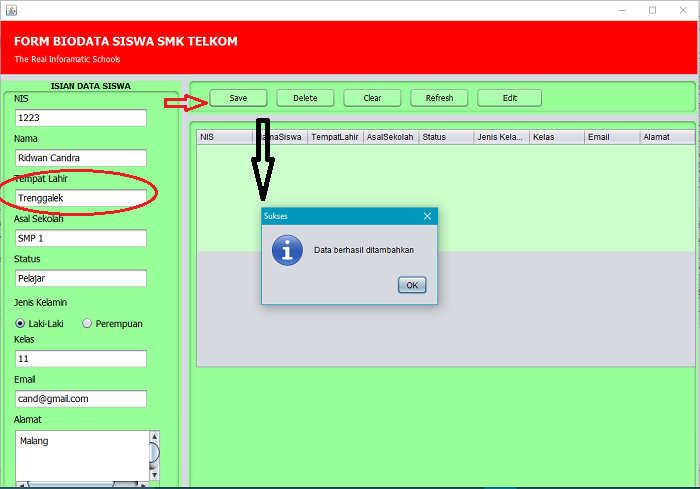 FORM BIODATA SISWA SMK TELKOM
The Real Inforamatic Schools
ISIAN DATA SISWA
NIS
1223
Nama
Ridwan Candra
Tempat Lahir
Trenggalek
Asal Sekolah
SMP 1
Status
Pelajar
Jenis Kelamin
Laki-Laki Perempuan
Kelas
11
Email
cand@gmail.com
Alamat
Malang
Save Delete Clear Refresh Edit
NIS NamaSiswa TempatLahir AsalSekolah Status Jenis Kela... Kelas Email Alamat
Sukses
Data berhasil ditambahkan
OK